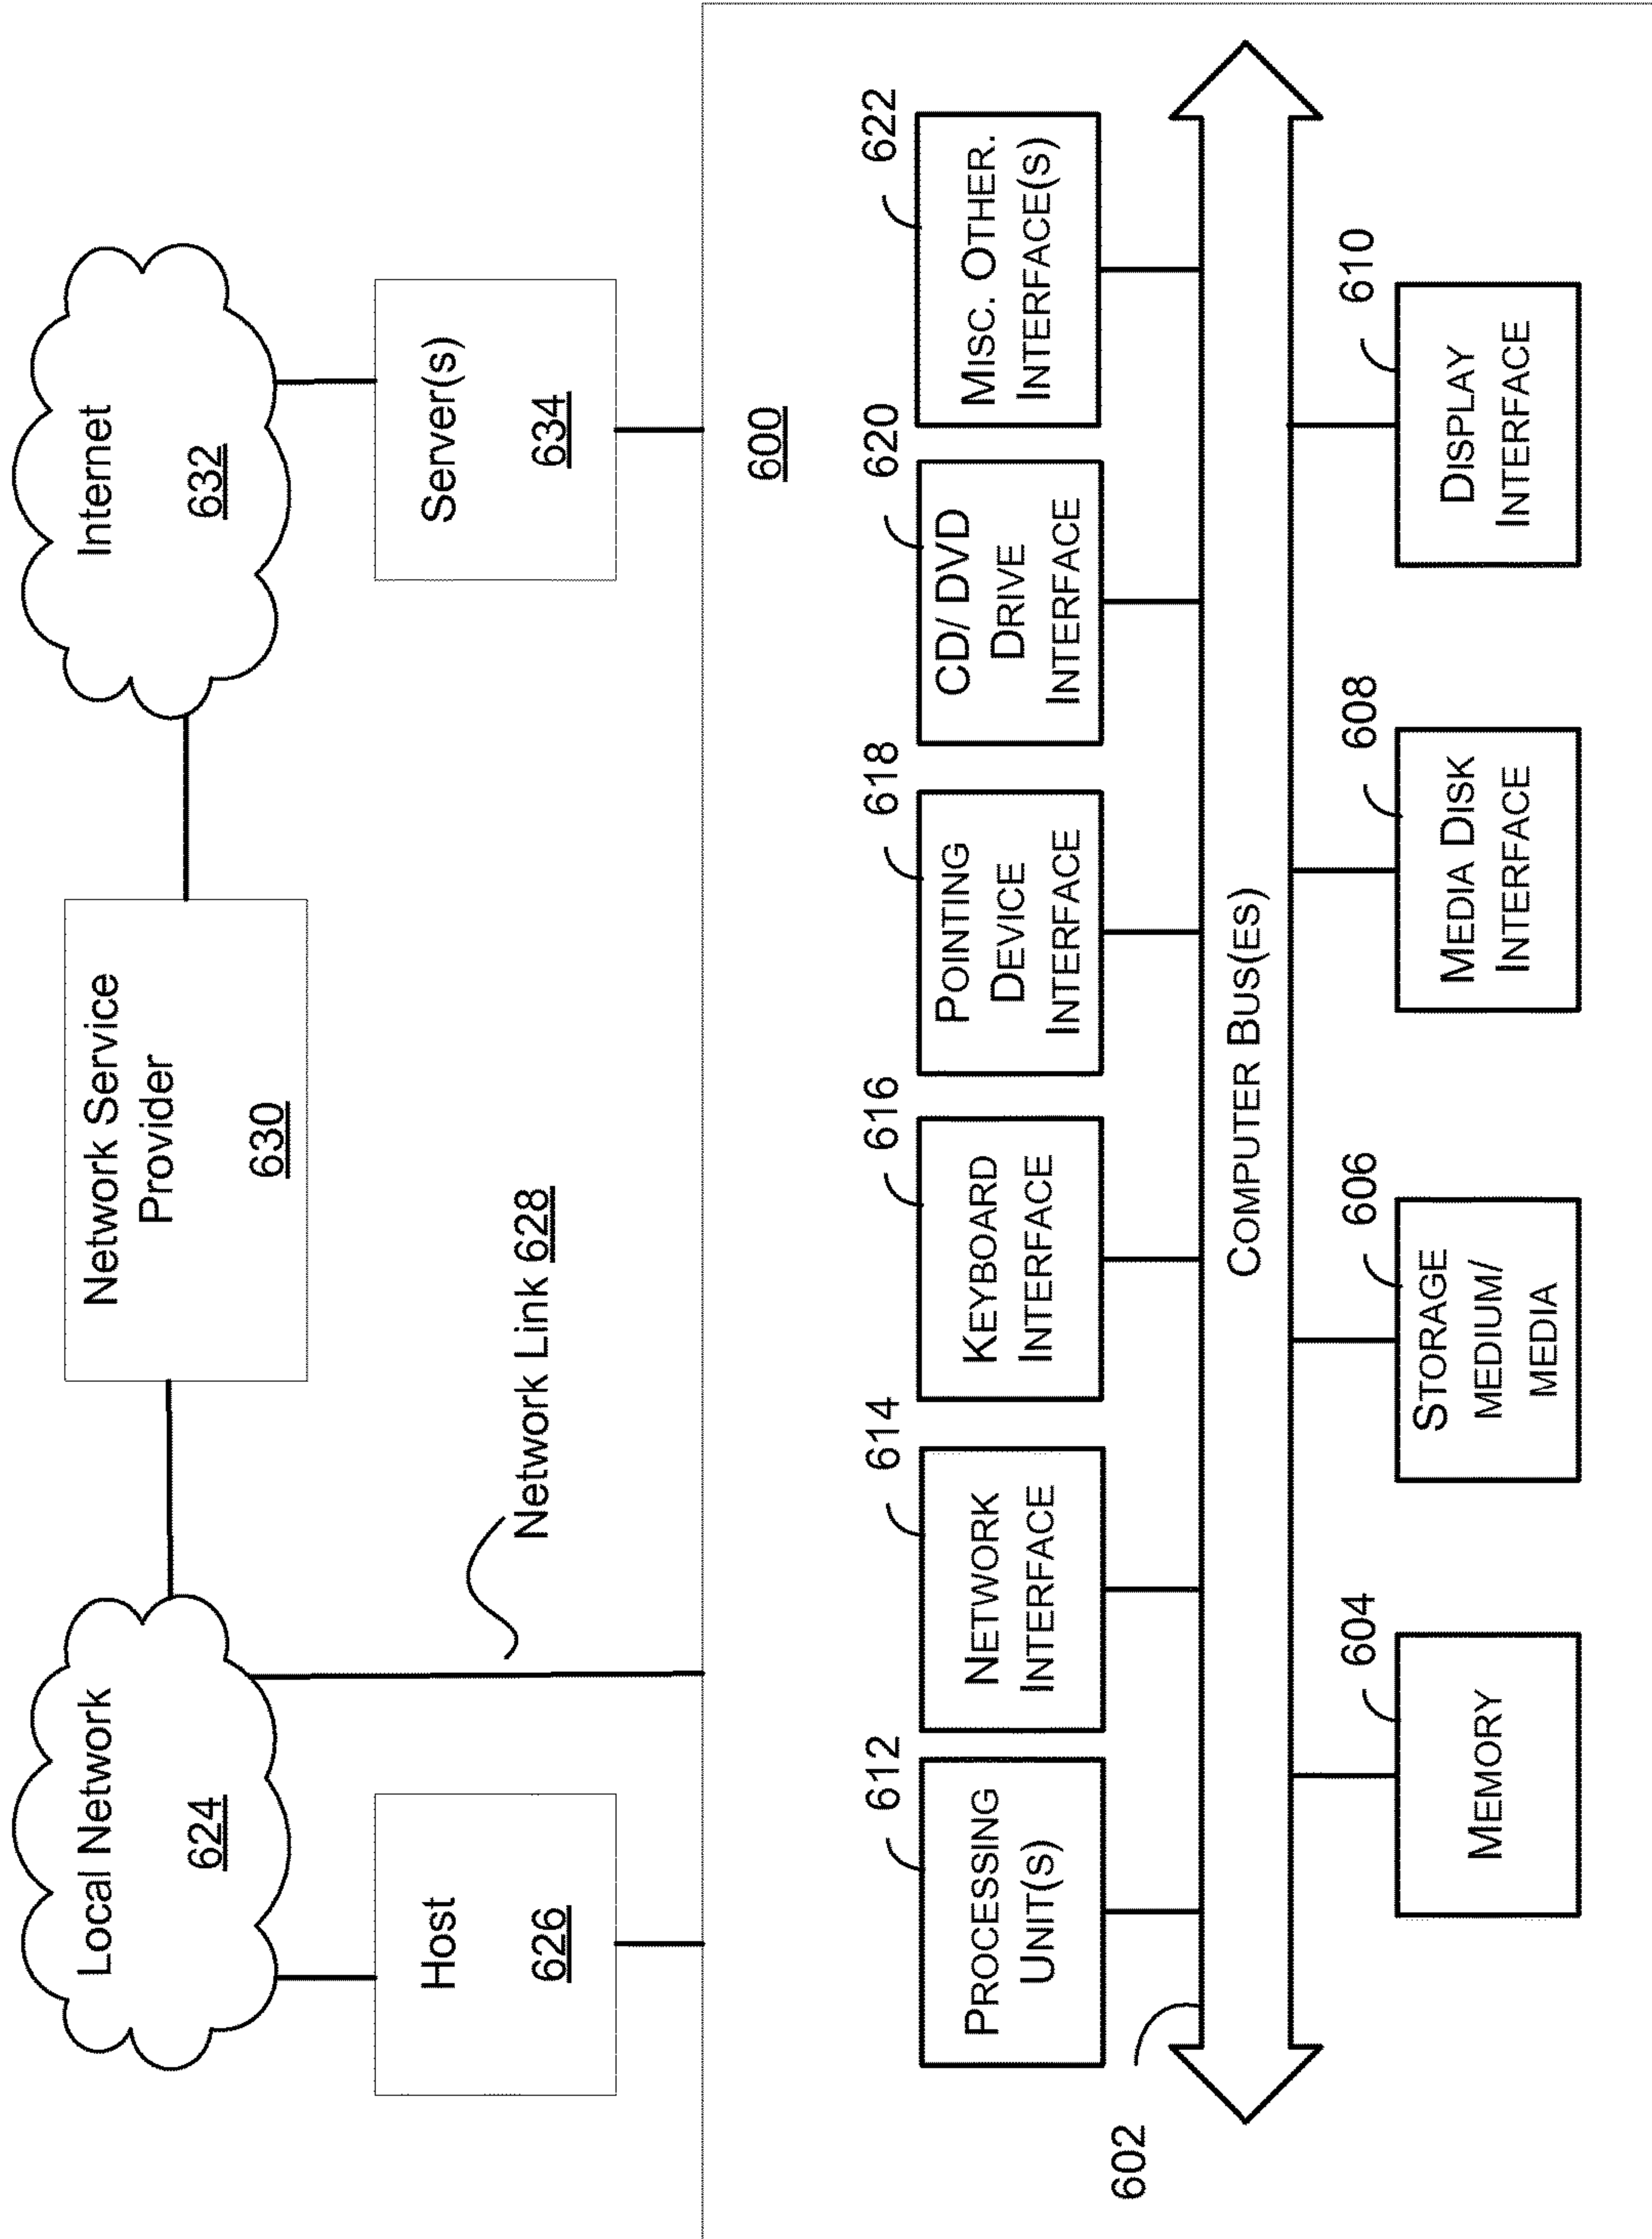 Local Network
624
Network Service
Provider
630
Internet
632
Host
626
Network Link 628
Server(s)
634
600
612
PROCESSING
UNIT(S)
614
NETWORK
INTERFACE
616
KEYBOARD
INTERFACE
618
POINTING
DEVICE
INTERFACE
620
CD/ DVD
DRIVE
INTERFACE
622
MISC. OTHER.
INTERFACE(S)
602
COMPUTER BUS(ES)
604
MEMORY
606
STORAGE
MEDIUM/
MEDIA
608
MEDIA DISK
INTERFACE
610
DISPLAY
INTERFACE